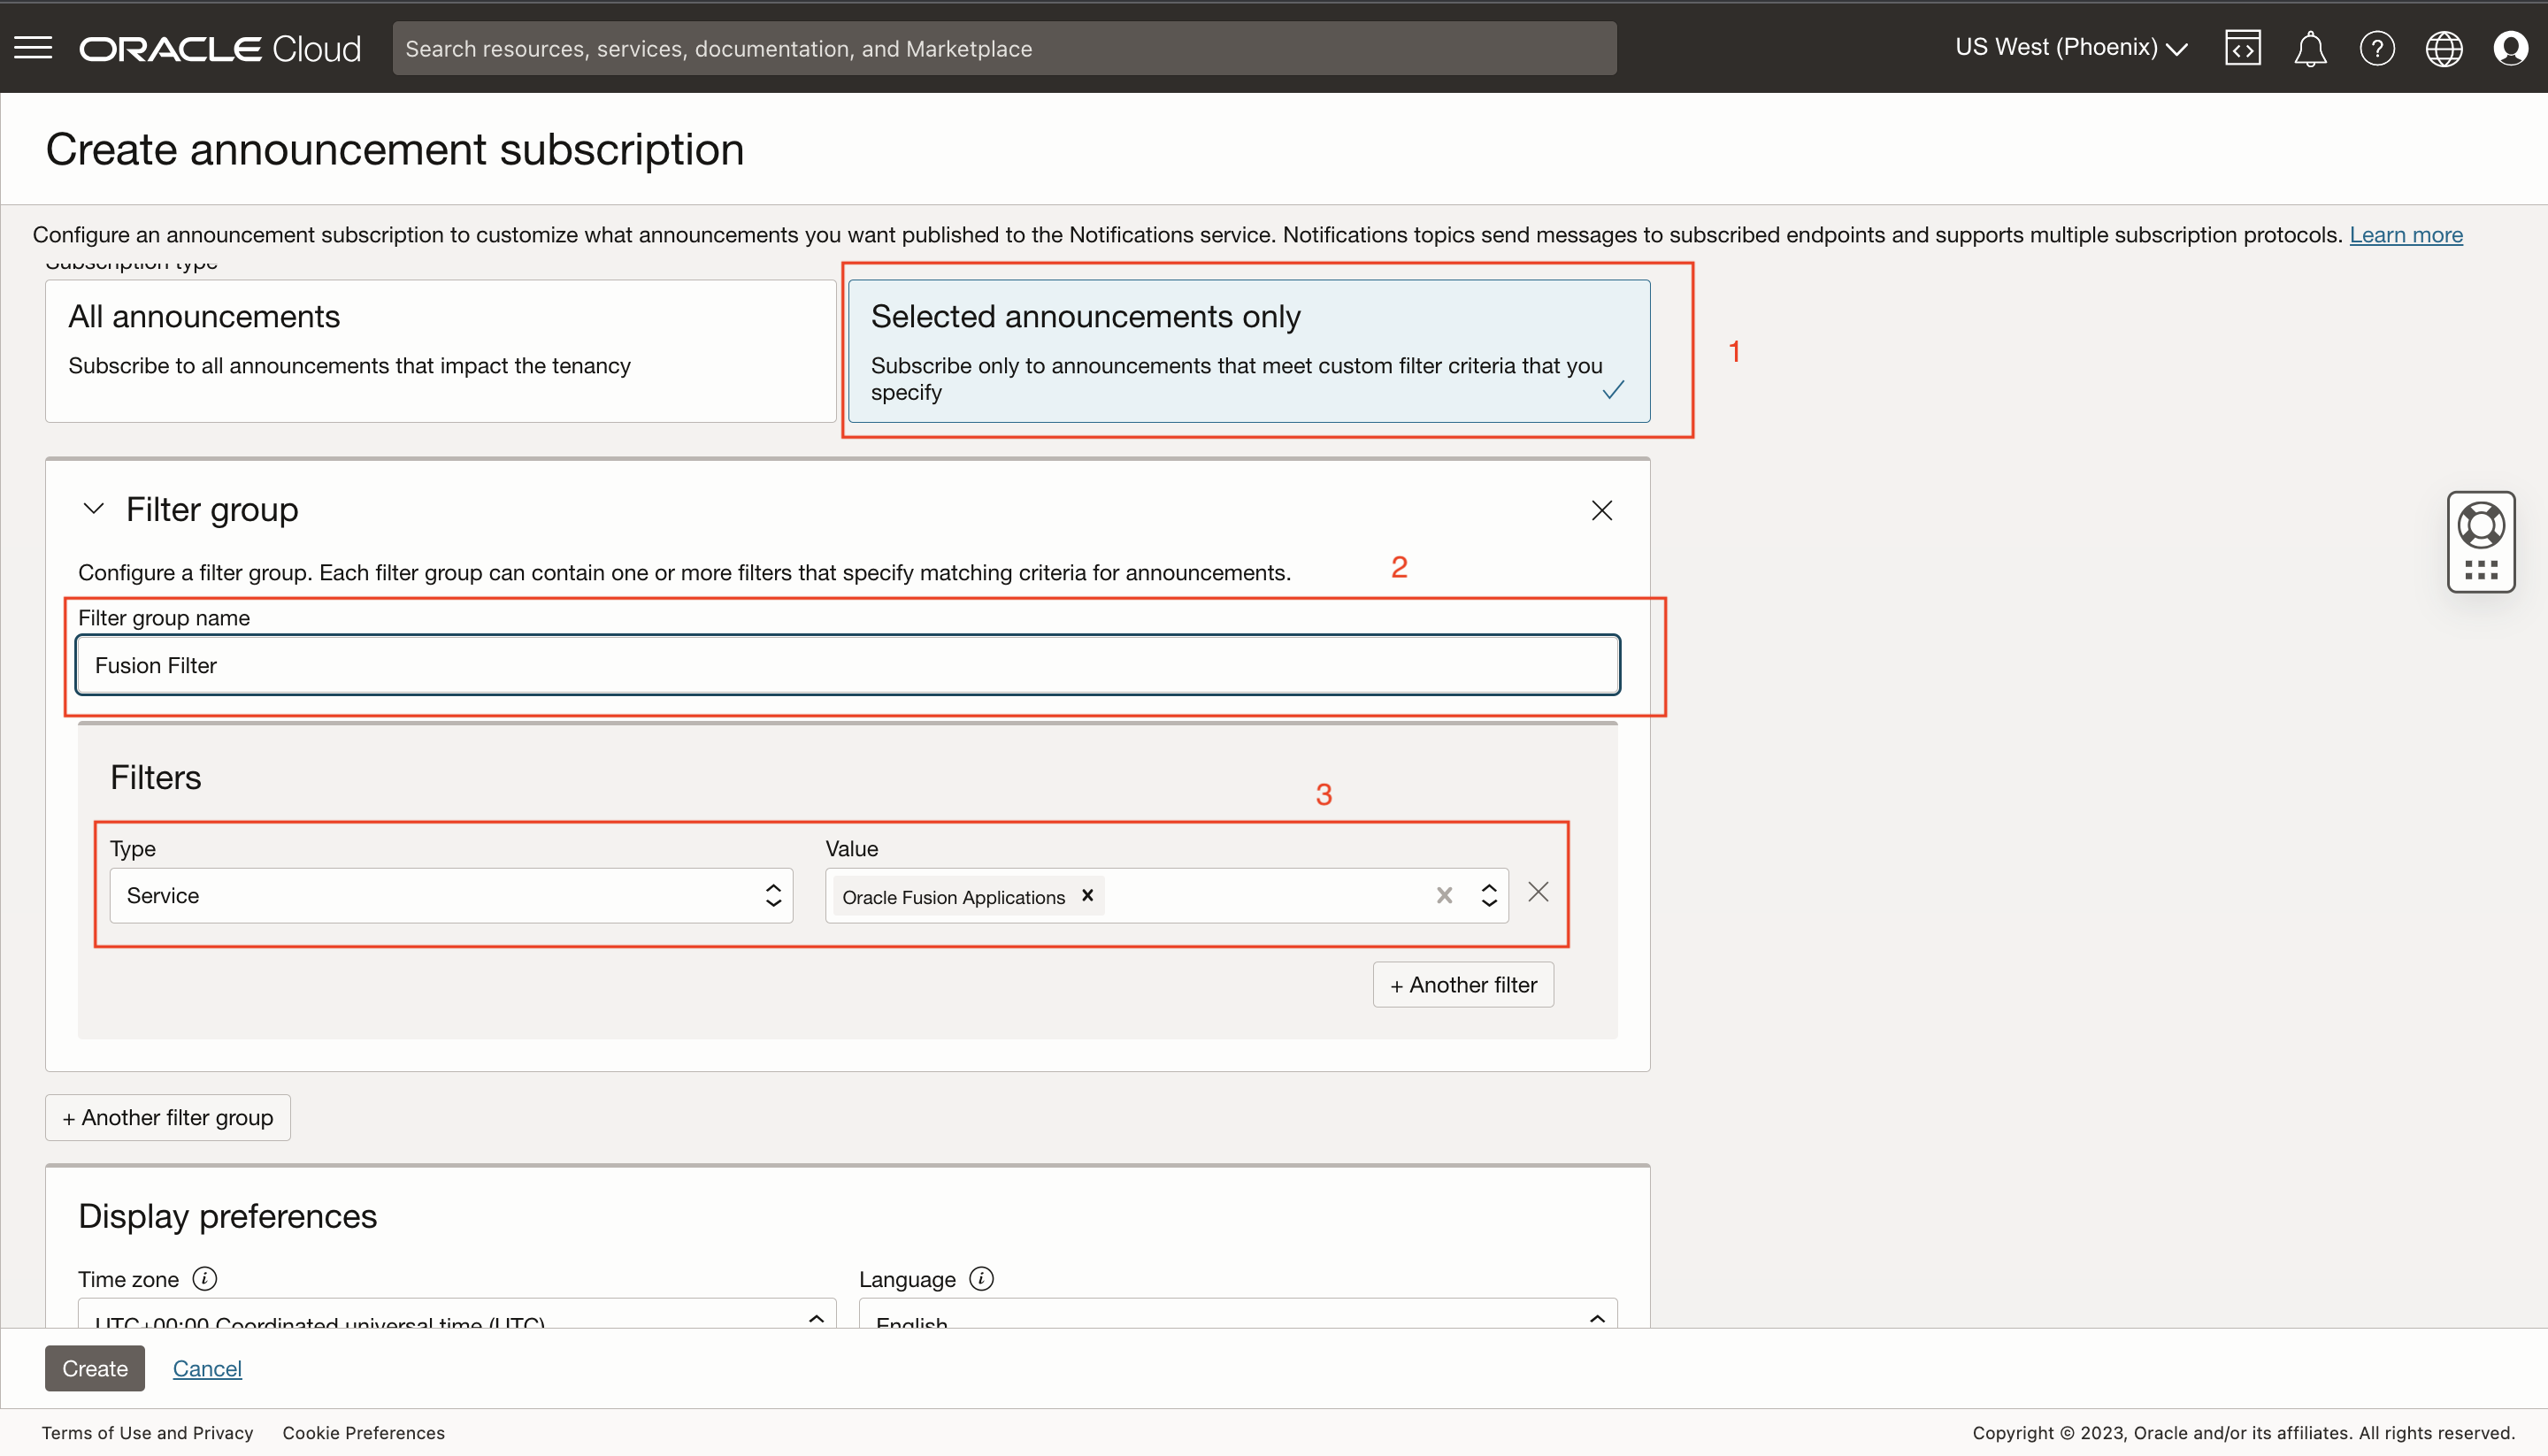 ORACLE Cloud
Search resources, services, documentation, and Marketplace
US West (Phoenix)
Create announcement subscription
Configure an announcement subscription to customize what announcements you want published to the Notifications service. Notifications topics send messages to subscribed endpoints and supports multiple subscription protocols. Learn more
Subscription type
All announcements
Subscribe to all announcements that impact the tenancy
Selected announcements only
Subscribe only to announcements that meet custom filter criteria that you
specify
1
Filter group
Configure a filter group. Each filter group can contain one or more filters that specify matching criteria for announcements.
2
Filter group name
Fusion Filter
Filters
3
Type
Value
Service
Oracle Fusion Applications
+ Another filter
+ Another filter group
Display preferences
Time zone
Language
UTC+00:00 Coordinated universal time (UTC)
English
Create
Cancel
Terms of Use and Privacy
Cookie Preferences
Copyright © 2023, Oracle and/or its affiliates. All rights reserved.